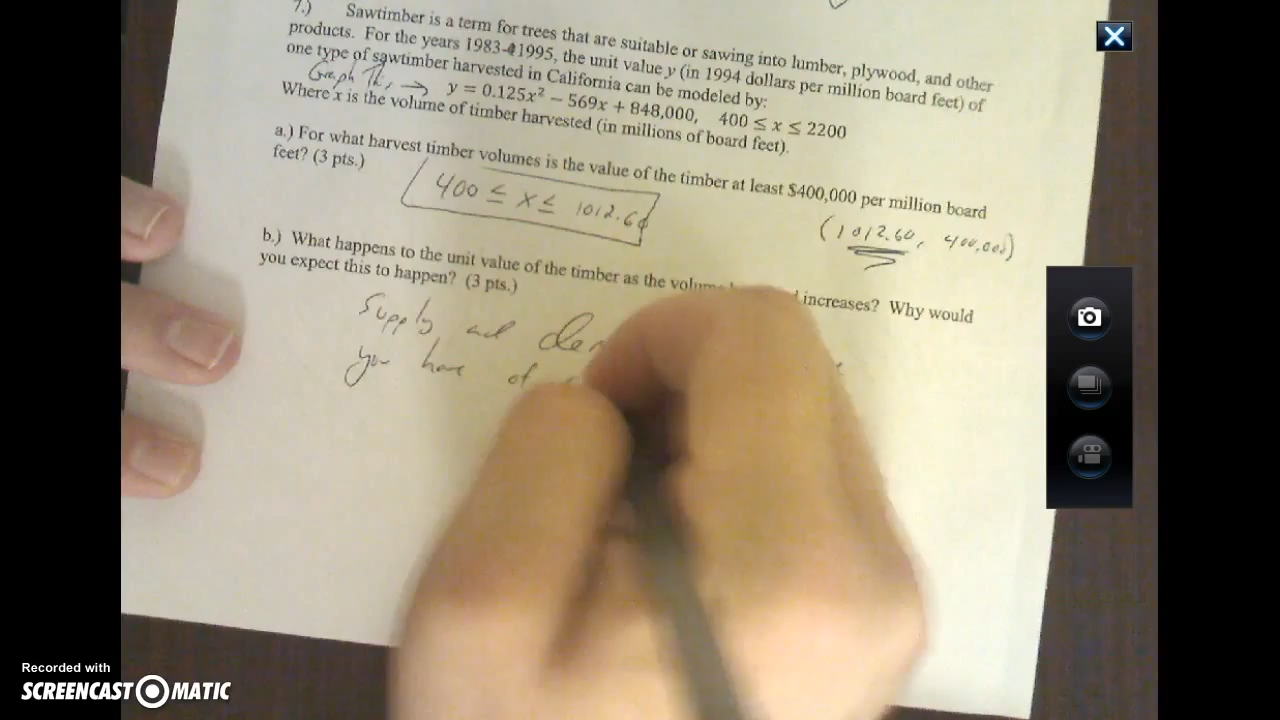 7.) Sawtimber is a term for trees that are suitable or sawing into lumber, plywood, and other
products. For the years 1983-1995, the unit value y (in 1994 dollars per million board feet) of
one type of sawtimber harvested in California can be modeled by:
Graph This → y = 0.125x² − 569x + 848,000, 400 ≤ x ≤ 2200
Where x is the volume of timber harvested (in millions of board feet).
a.) For what harvest timber volumes is the value of the timber at least $400,000 per million board
feet? (3 pts.)
400 ≤ x ≤ 1012.60
(1012.60, 400,000)
b.) What happens to the unit value of the timber as the volume increases? Why would
you expect this to happen? (3 pts.)
Supply and
you have of
Recorded with
SCREENCAST O MATIC